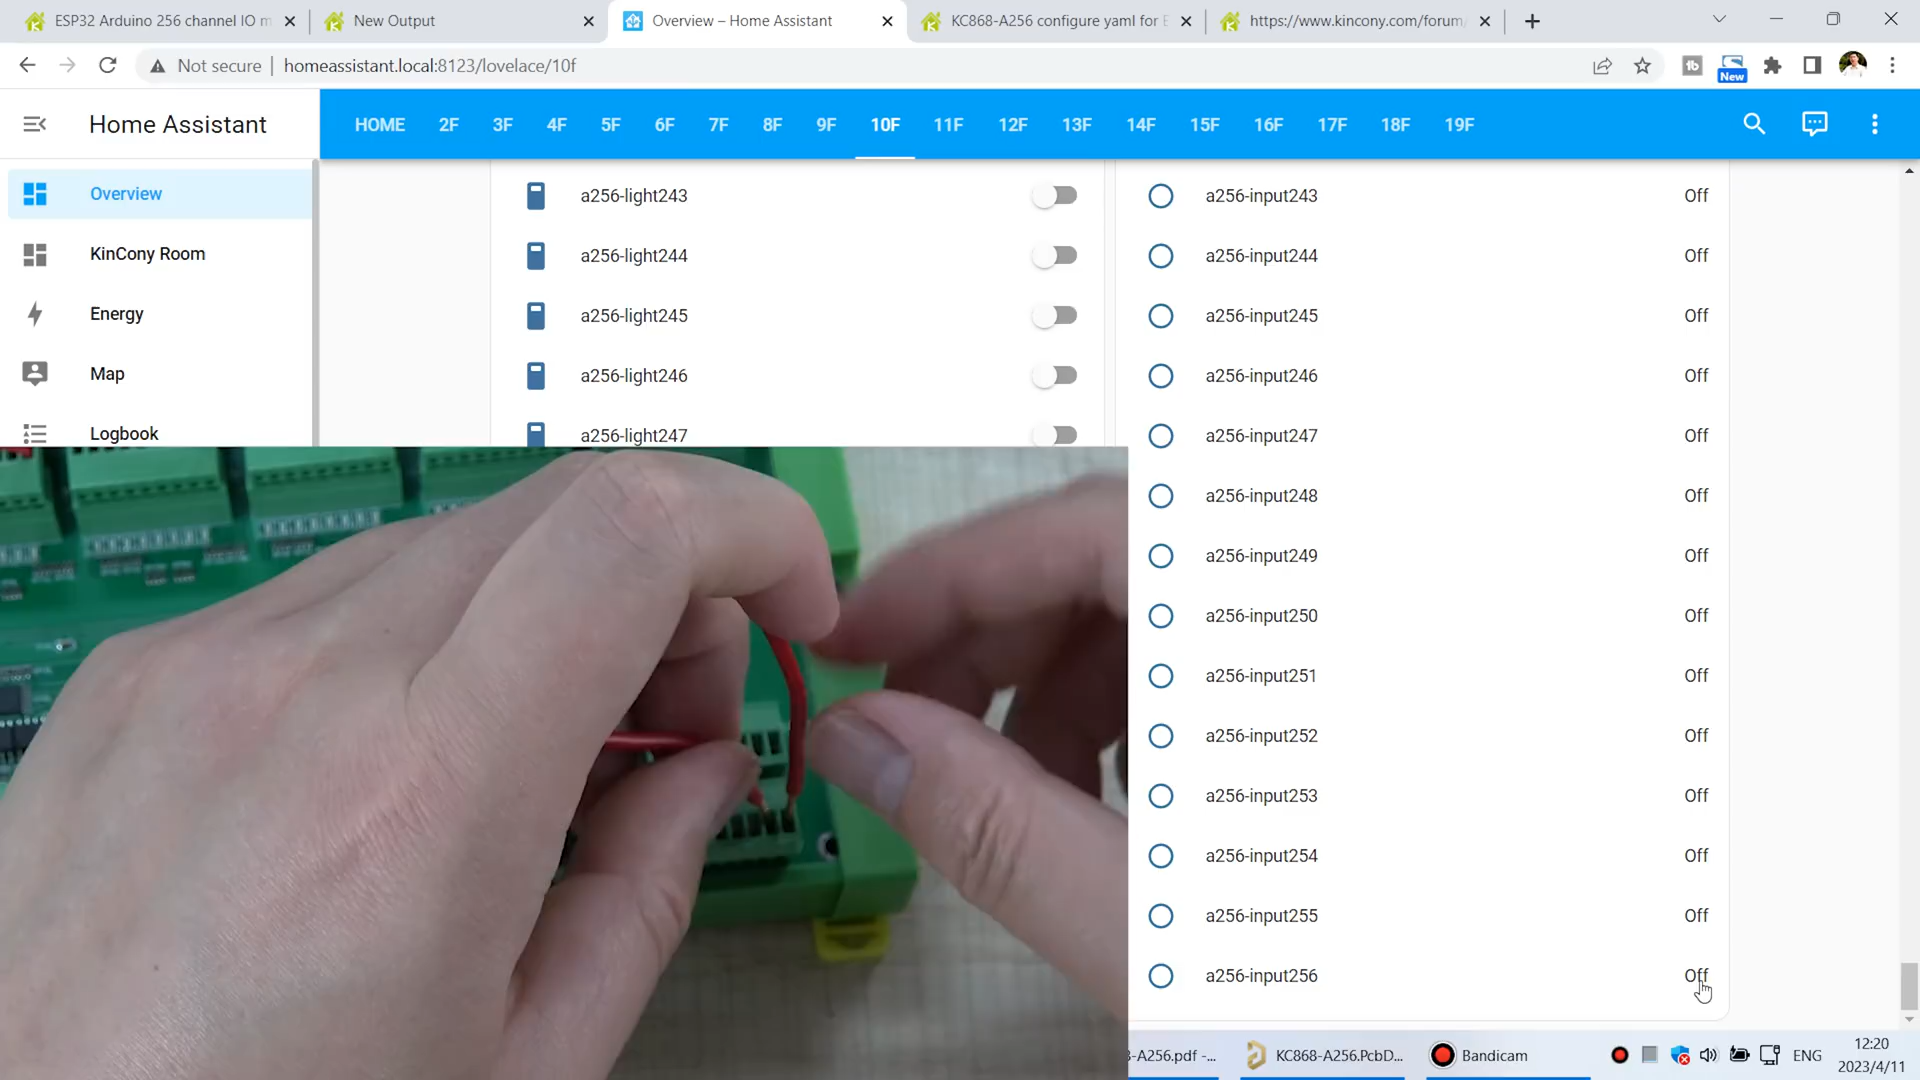 ESP32 Arduino 256 channel IO m
New Output
Overview – Home Assistant
KC868-A256 configure yaml for E
https://www.kincony.com/forum/
Not secure
homeassistant.local:8123/lovelace/10f
New
Home Assistant
HOME 2F 3F 4F 5F 6F 7F 8F 9F 10F 11F 12F 13F 14F 15F 16F 17F 18F 19F
Overview
KinCony Room
Energy
Map
Logbook
a256-light243
a256-light244
a256-light245
a256-light246
a256-light247
a256-input243 Off
a256-input244 Off
a256-input245 Off
a256-input246 Off
a256-input247 Off
a256-input248 Off
a256-input249 Off
a256-input250 Off
a256-input251 Off
a256-input252 Off
a256-input253 Off
a256-input254 Off
a256-input255 Off
a256-input256 Off
8-A256.pdf -...
KC868-A256.PcbD...
Bandicam
ENG
12:20
2023/4/11